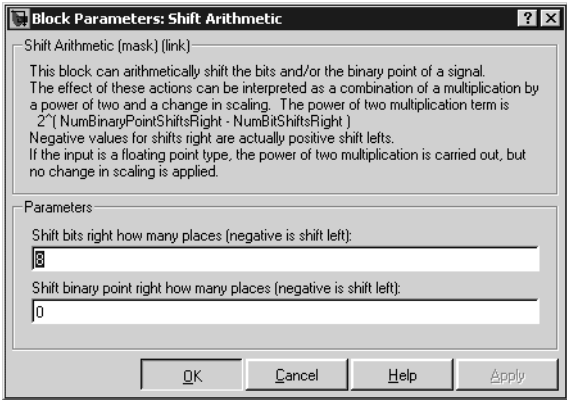 Block Parameters: Shift Arithmetic
Shift Arithmetic (mask) (link)
This block can arithmetically shift the bits and/or the binary point of a signal.
The effect of these actions can be interpreted as a combination of a multiplication by
a power of two and a change in scaling. The power of two multiplication term is
2^( NumBinaryPointShiftsRight - NumBitShiftsRight )
Negative values for shifts right are actually positive shift lefts.
If the input is a floating point type, the power of two multiplication is carried out, but
no change in scaling is applied.
Parameters
Shift bits right how many places (negative is shift left):
8
Shift binary point right how many places (negative is shift left):
0
OK Cancel Help Apply